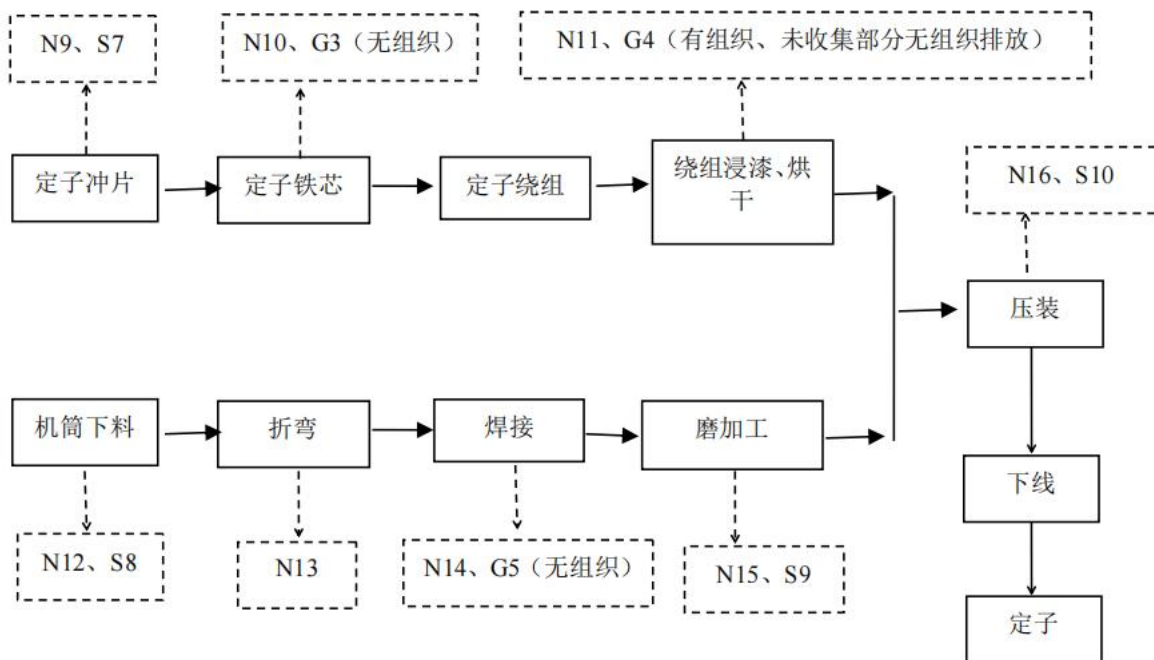 N9、S7
N10、G3（无组织）
N11、G4（有组织、未收集部分无组织排放）
定子冲片
定子铁芯
定子绕组
绕组浸漆、烘
干
N16、S10
压装
机筒下料
折弯
焊接
磨加工
下线
N12、S8
N13
N14、G5（无组织）
N15、S9
定子